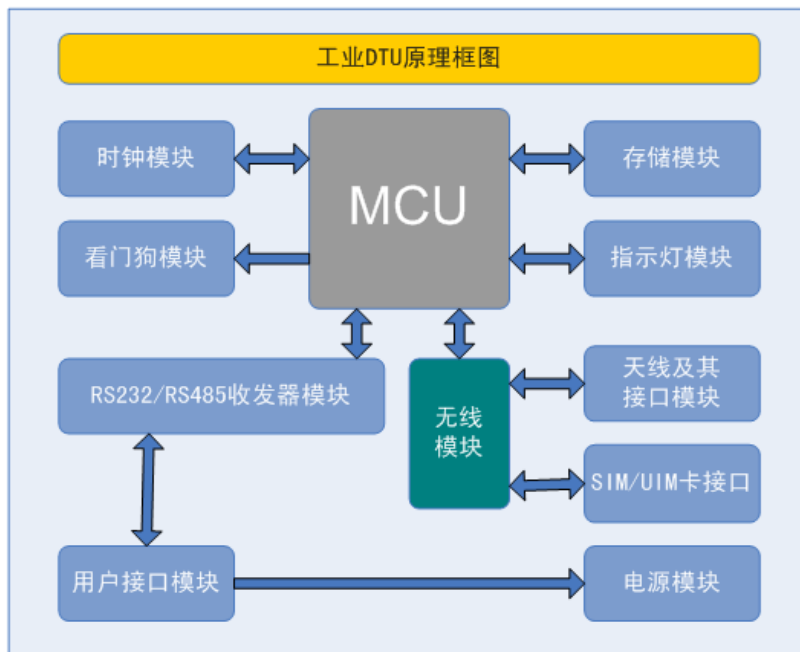 工业DTU原理框图
时钟模块
MCU
存储模块
看门狗模块
指示灯模块
RS232/RS485收发器模块
无线
模块
天线及其
接口模块
SIM/UIM卡接口
用户接口模块
电源模块